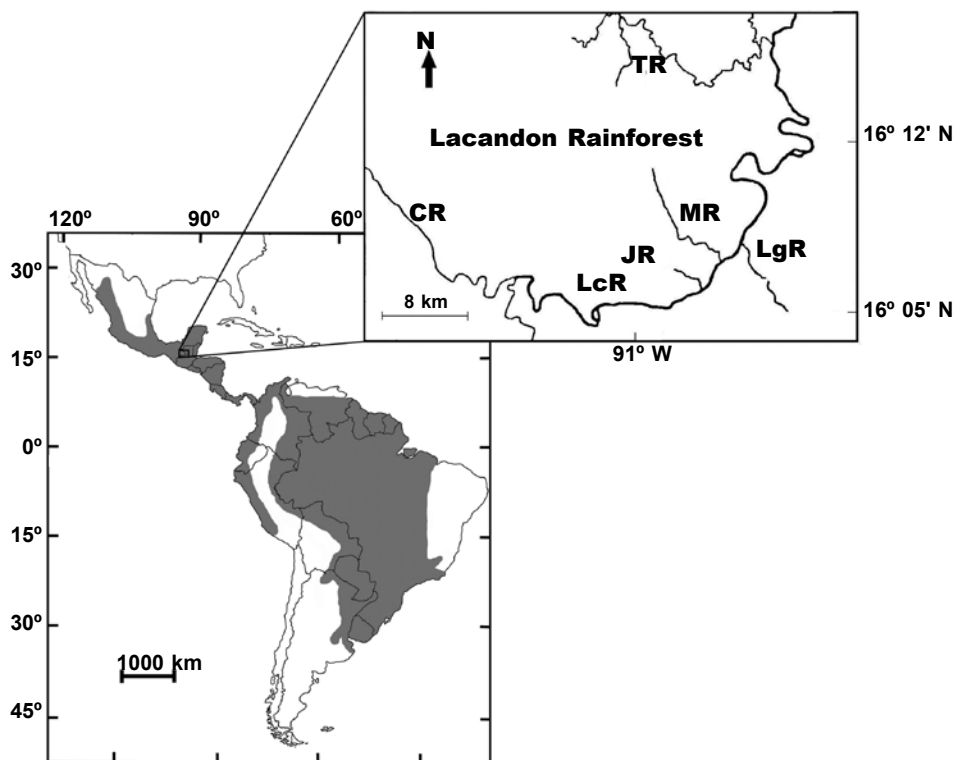 N
TR
Lacandon Rainforest
16º 12' N
CR
MR
JR
LgR
LcR
8 km
16º 05' N
91º W
120º
90º
60º
30º
15º
0º
15º
30º
1000 km
45º